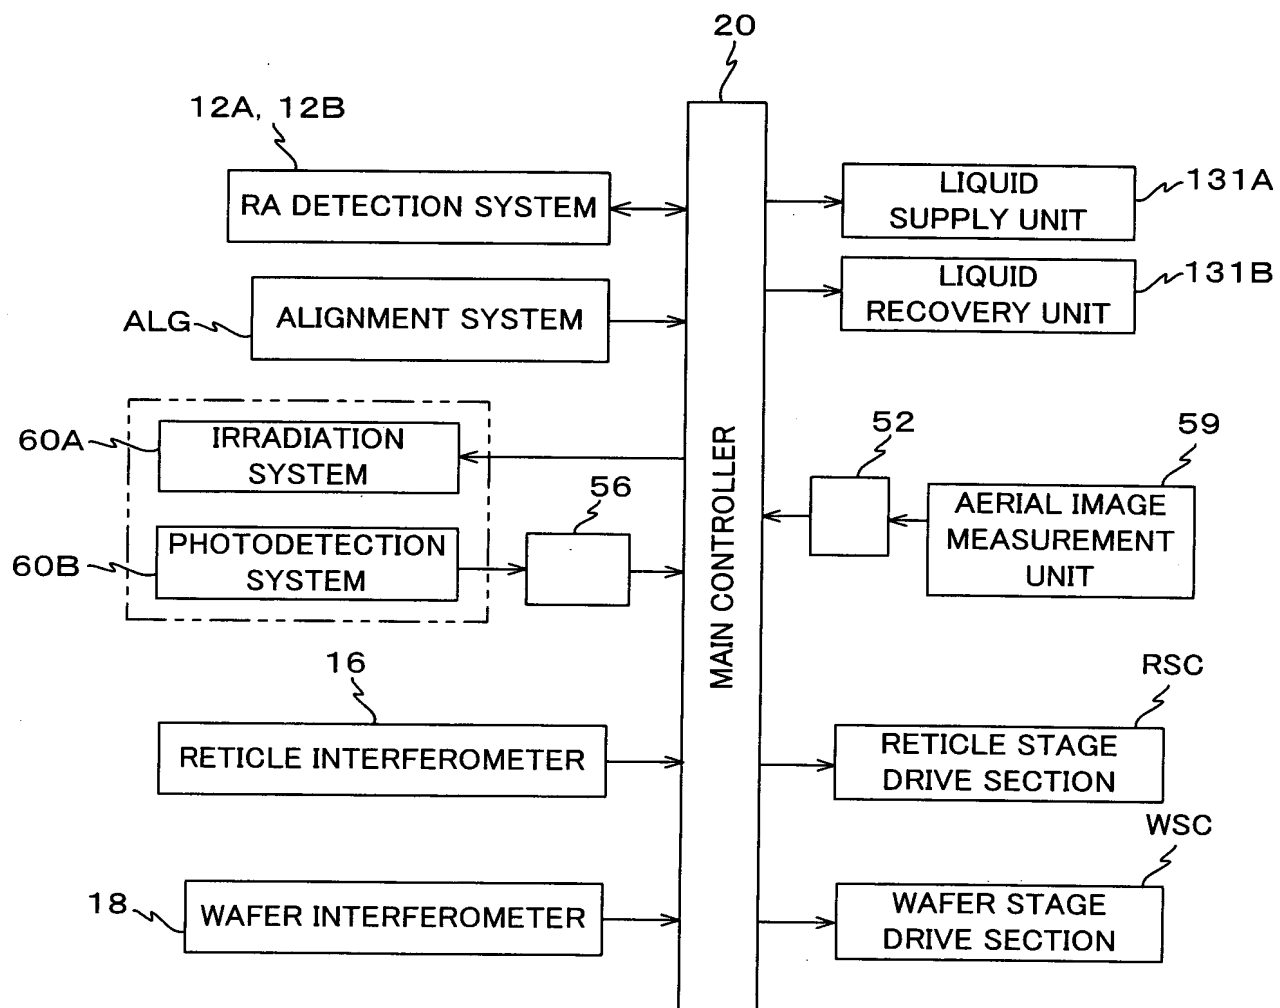 20
12A, 12B
RA DETECTION SYSTEM
LIQUID
SUPPLY UNIT
131A
ALG
ALIGNMENT SYSTEM
LIQUID
RECOVERY UNIT
131B
60A
IRRADIATION
SYSTEM
60B
PHOTODETECTION
SYSTEM
56
MAIN CONTROLLER
52
59
AERIAL IMAGE
MEASUREMENT
UNIT
16
RETICLE INTERFEROMETER
RSC
RETICLE STAGE
DRIVE SECTION
18
WAFER INTERFEROMETER
WSC
WAFER STAGE
DRIVE SECTION